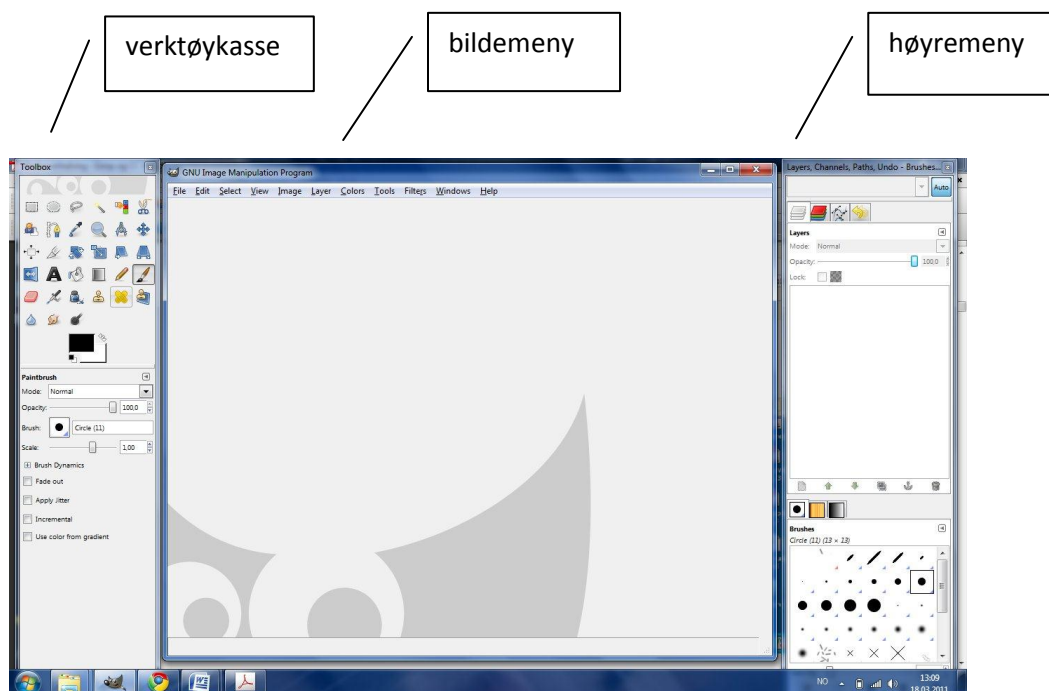 verktøykasse
bildemeny
høyremeny
Toolbox
GNU Image Manipulation Program
File Edit Select View Image Layer Colors Tools Filters Windows Help
Paintbrush
Mode: Normal
Opacity: 100,0
Brush: Circle (11)
Scale: 1,00
Brush Dynamics
Fade out
Apply Jitter
Incremental
Use color from gradient
Layers, Channels, Paths, Undo - Brushes...
Auto
Layers
Mode: Normal
Opacity: 100,0
Lock:
Brushes
Circle (11) (13 × 13)
NO
13:09
18.03.2011